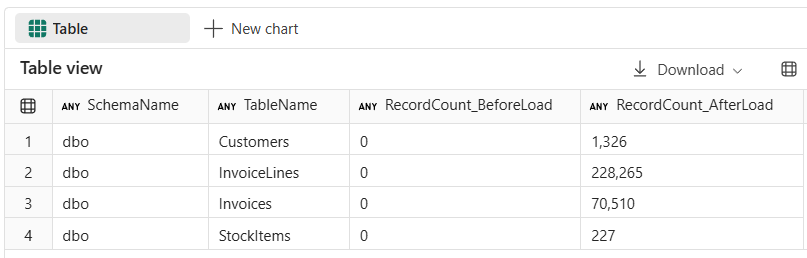 Table New chart
Table view Download
ANY SchemaName ANY TableName ANY RecordCount_BeforeLoad ANY RecordCount_AfterLoad
1 dbo Customers 0 1,326
2 dbo InvoiceLines 0 228,265
3 dbo Invoices 0 70,510
4 dbo StockItems 0 227